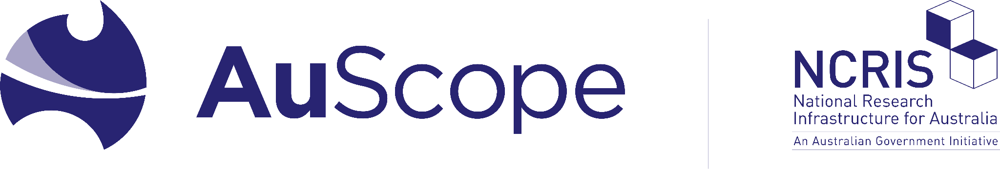 AuScope
NCRIS
National Research
Infrastructure for Australia
An Australian Government Initiative